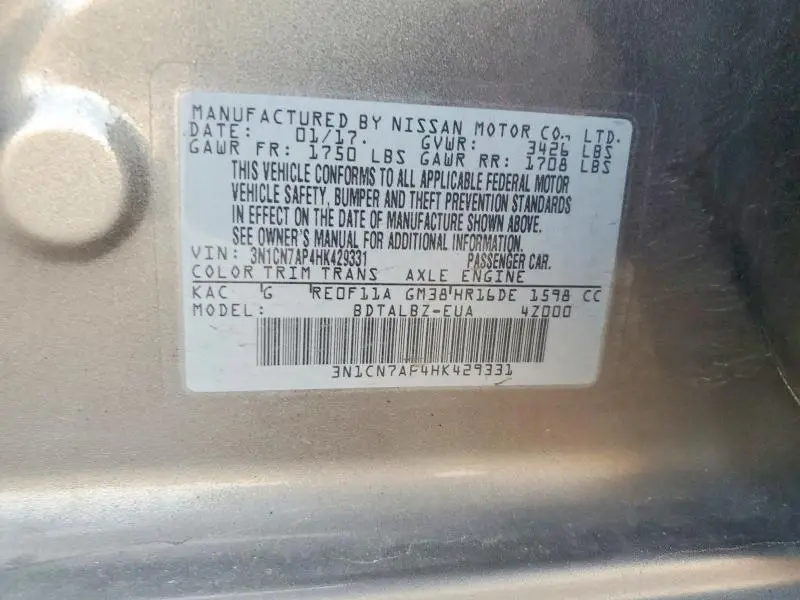 MANUFACTURED BY NISSAN MOTOR CO., LTD.
DATE: 01/17. GVWR: 3426 LBS
GAWR FR: 1750 LBS GAWR RR: 1708 LBS
THIS VEHICLE CONFORMS TO ALL APPLICABLE FEDERAL MOTOR
VEHICLE SAFETY, BUMPER AND THEFT PREVENTION STANDARDS
IN EFFECT ON THE DATE OF MANUFACTURE SHOWN ABOVE.
SEE OWNER'S MANUAL FOR ADDITIONAL INFORMATION.
VIN: 3N1CN7AP4HK429331 PASSENGER CAR.
COLOR TRIM TRANS AXLE ENGINE
KAC G RE0F11A GM38 HR16DE 1598 CC
MODEL: BDTALBZ-EUA 4Z000
3N1CN7AP4HK429331